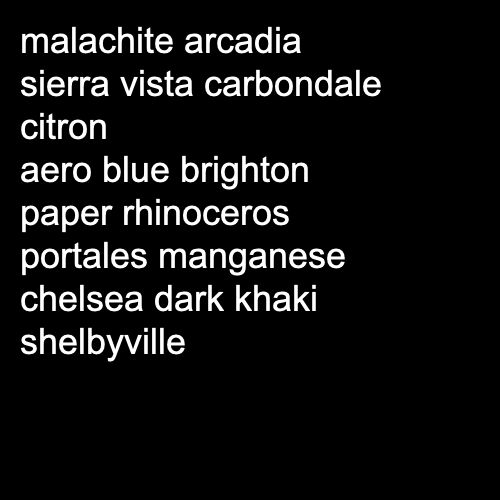 malachite arcadia
sierra vista carbondale
citron
aero blue brighton
paper rhinoceros
portales manganese
chelsea dark khaki
shelbyville